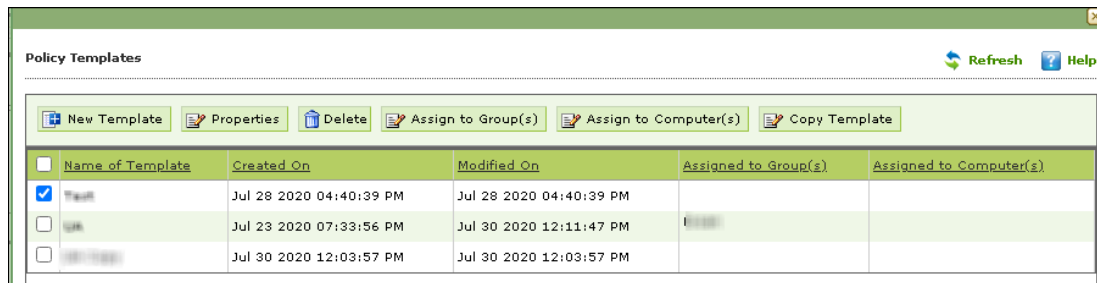 Policy Templates
Refresh
Help
New Template Properties Delete Assign to Group(s) Assign to Computer(s) Copy Template
Name of Template Created On Modified On Assigned to Group(s) Assigned to Computer(s)
Jul 28 2020 04:40:39 PM Jul 28 2020 04:40:39 PM
Jul 23 2020 07:33:56 PM Jul 30 2020 12:11:47 PM
Jul 30 2020 12:03:57 PM Jul 30 2020 12:03:57 PM